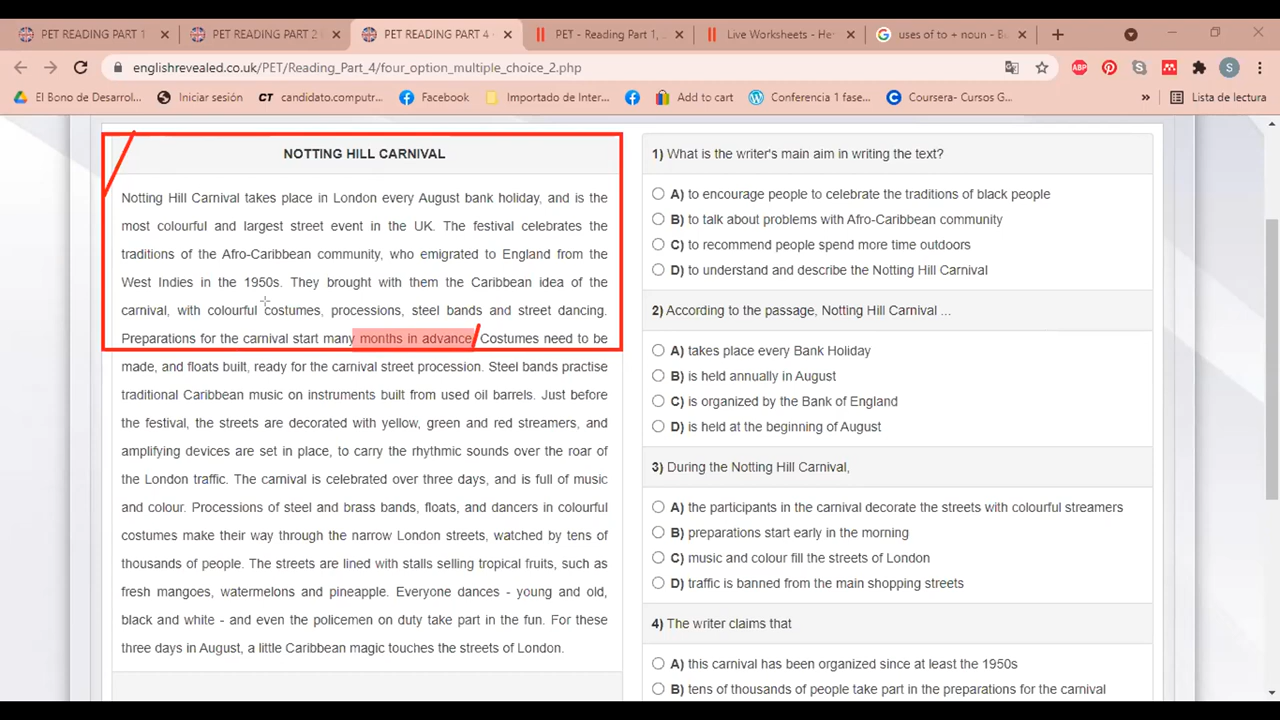 PET READING PART 1
PET READING PART 2
PET READING PART 4 -
PET - Reading Part 1,
Live Worksheets - He
uses of to + noun - B
englishrevealed.co.uk/PET/Reading_Part_4/four_option_multiple_choice_2.php
ABP
S
El Bono de Desarrol...
Iniciar sesión
CT candidato.computr...
Facebook
Importado de Inter...
Add to cart
Conferencia 1 fase...
C Coursera- Cursos G...
»
Lista de lectura
NOTTING HILL CARNIVAL
Notting Hill Carnival takes place in London every August bank holiday, and is the
most colourful and largest street event in the UK. The festival celebrates the
traditions of the Afro-Caribbean community, who emigrated to England from the
West Indies in the 1950s. They brought with them the Caribbean idea of the
carnival, with colourful costumes, processions, steel bands and street dancing.
Preparations for the carnival start many months in advance. Costumes need to be
made, and floats built, ready for the carnival street procession. Steel bands practise
traditional Caribbean music on instruments built from used oil barrels. Just before
the festival, the streets are decorated with yellow, green and red streamers, and
amplifying devices are set in place, to carry the rhythmic sounds over the roar of
the London traffic. The carnival is celebrated over three days, and is full of music
and colour. Processions of steel and brass bands, floats, and dancers in colourful
costumes make their way through the narrow London streets, watched by tens of
thousands of people. The streets are lined with stalls selling tropical fruits, such as
fresh mangoes, watermelons and pineapple. Everyone dances - young and old,
black and white - and even the policemen on duty take part in the fun. For these
three days in August, a little Caribbean magic touches the streets of London.
1) What is the writer's main aim in writing the text?
A) to encourage people to celebrate the traditions of black people
B) to talk about problems with Afro-Caribbean community
C) to recommend people spend more time outdoors
D) to understand and describe the Notting Hill Carnival
2) According to the passage, Notting Hill Carnival ...
A) takes place every Bank Holiday
B) is held annually in August
C) is organized by the Bank of England
D) is held at the beginning of August
3) During the Notting Hill Carnival,
A) the participants in the carnival decorate the streets with colourful streamers
B) preparations start early in the morning
C) music and colour fill the streets of London
D) traffic is banned from the main shopping streets
4) The writer claims that
A) this carnival has been organized since at least the 1950s
B) tens of thousands of people take part in the preparations for the carnival